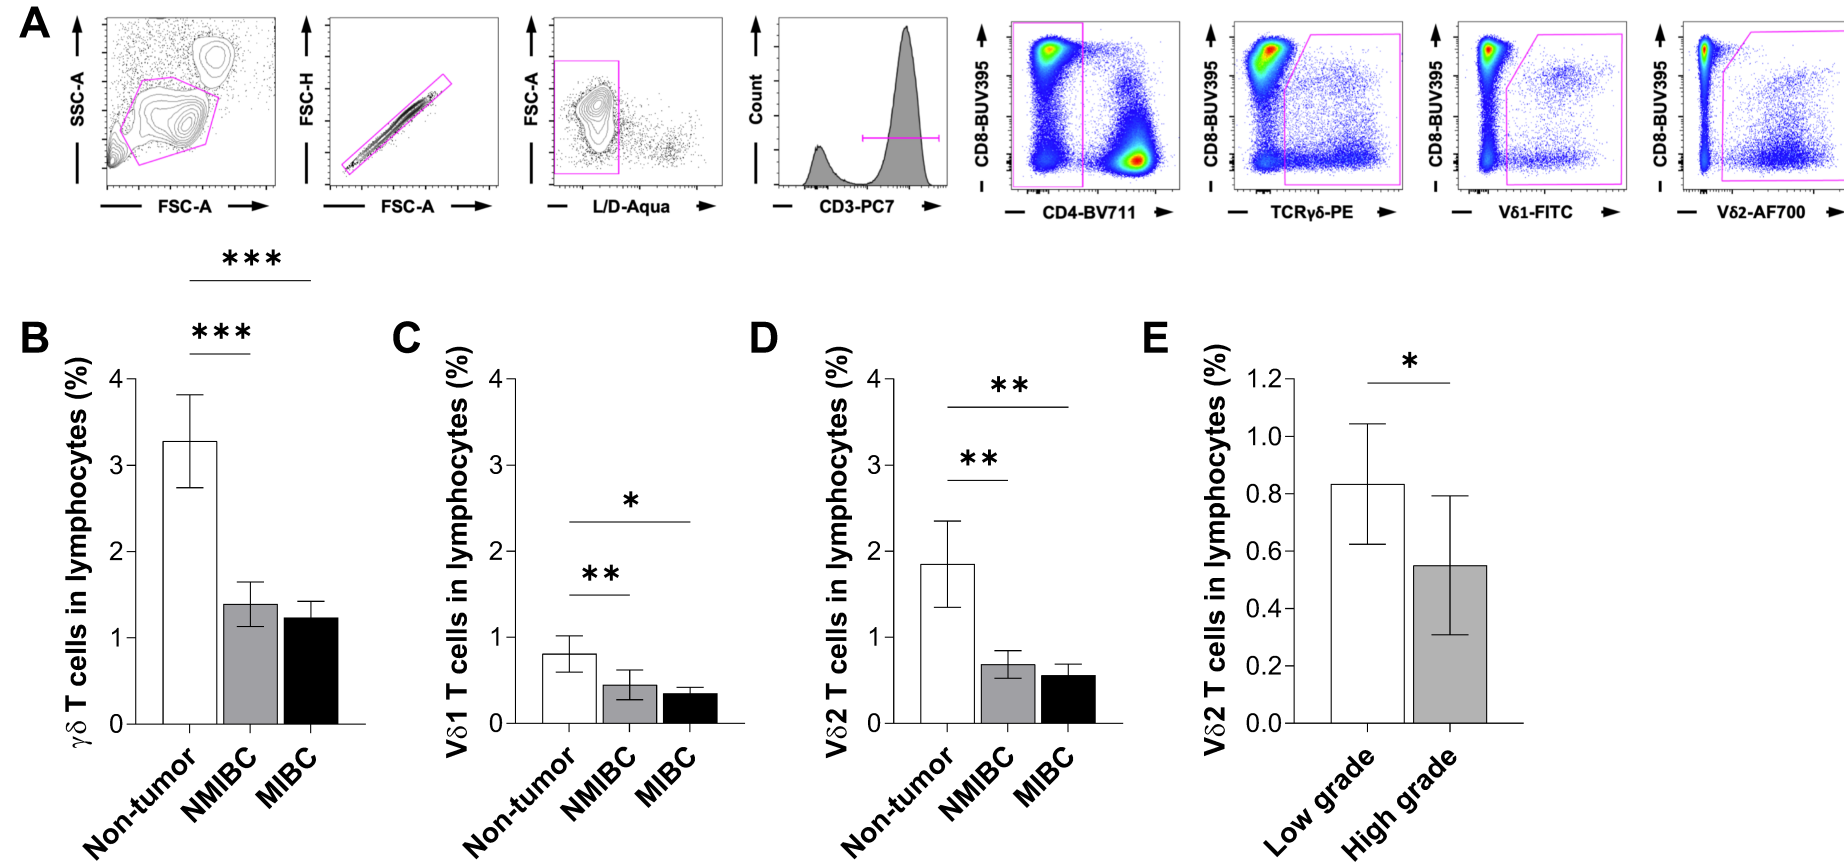 A
SSC-A
FSC-A
FSC-H
FSC-A
FSC-A
L/D-Aqua
Count
CD3-PC7
CD8-BUV395
CD4-BV711
CD8-BUV395
TCRγδ-PE
CD8-BUV395
Vδ1-FITC
CD8-BUV395
Vδ2-AF700
B
γδ T cells in lymphocytes (%)
4
3
2
1
0
***
***
Non-tumor
NMIBC
MIBC
C
Vδ1 T cells in lymphocytes (%)
4
3
2
1
0
*
**
Non-tumor
NMIBC
MIBC
D
Vδ2 T cells in lymphocytes (%)
4
3
2
1
0
**
**
Non-tumor
NMIBC
MIBC
E
Vδ2 T cells in lymphocytes (%)
1.2
1.0
0.8
0.6
0.4
0.2
0.0
*
Low grade
High grade